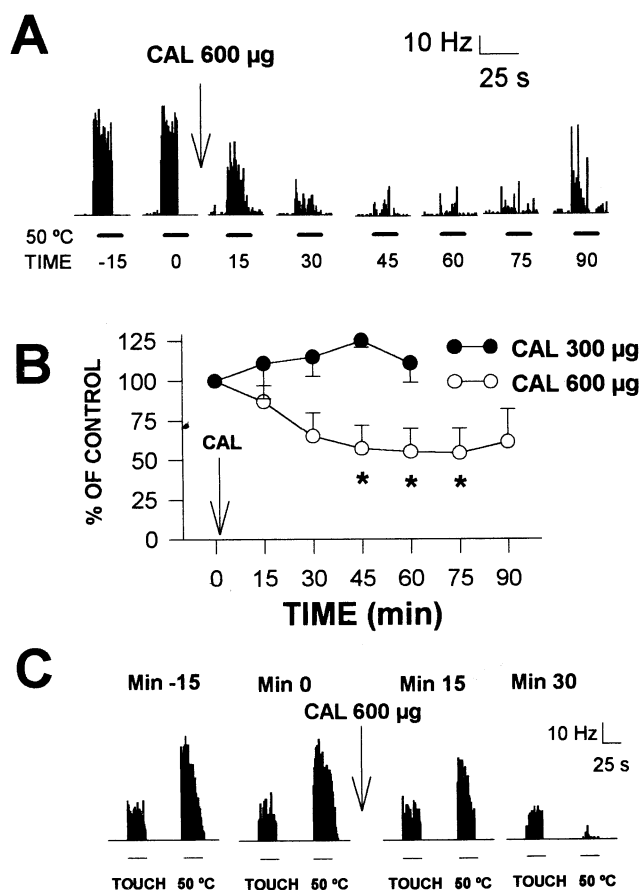 A
CAL 600 µg
10 Hz
25 s
50 ºC
TIME -15 0 15 30 45 60 75 90
B
% OF CONTROL
125
100
75
50
25
0
CAL
CAL 300 µg
CAL 600 µg
* * *
0 15 30 45 60 75 90
TIME (min)
C
Min -15 Min 0 Min 15 Min 30
CAL 600 µg
10 Hz
25 s
TOUCH 50 ºC TOUCH 50 ºC TOUCH 50 ºC TOUCH 50 ºC